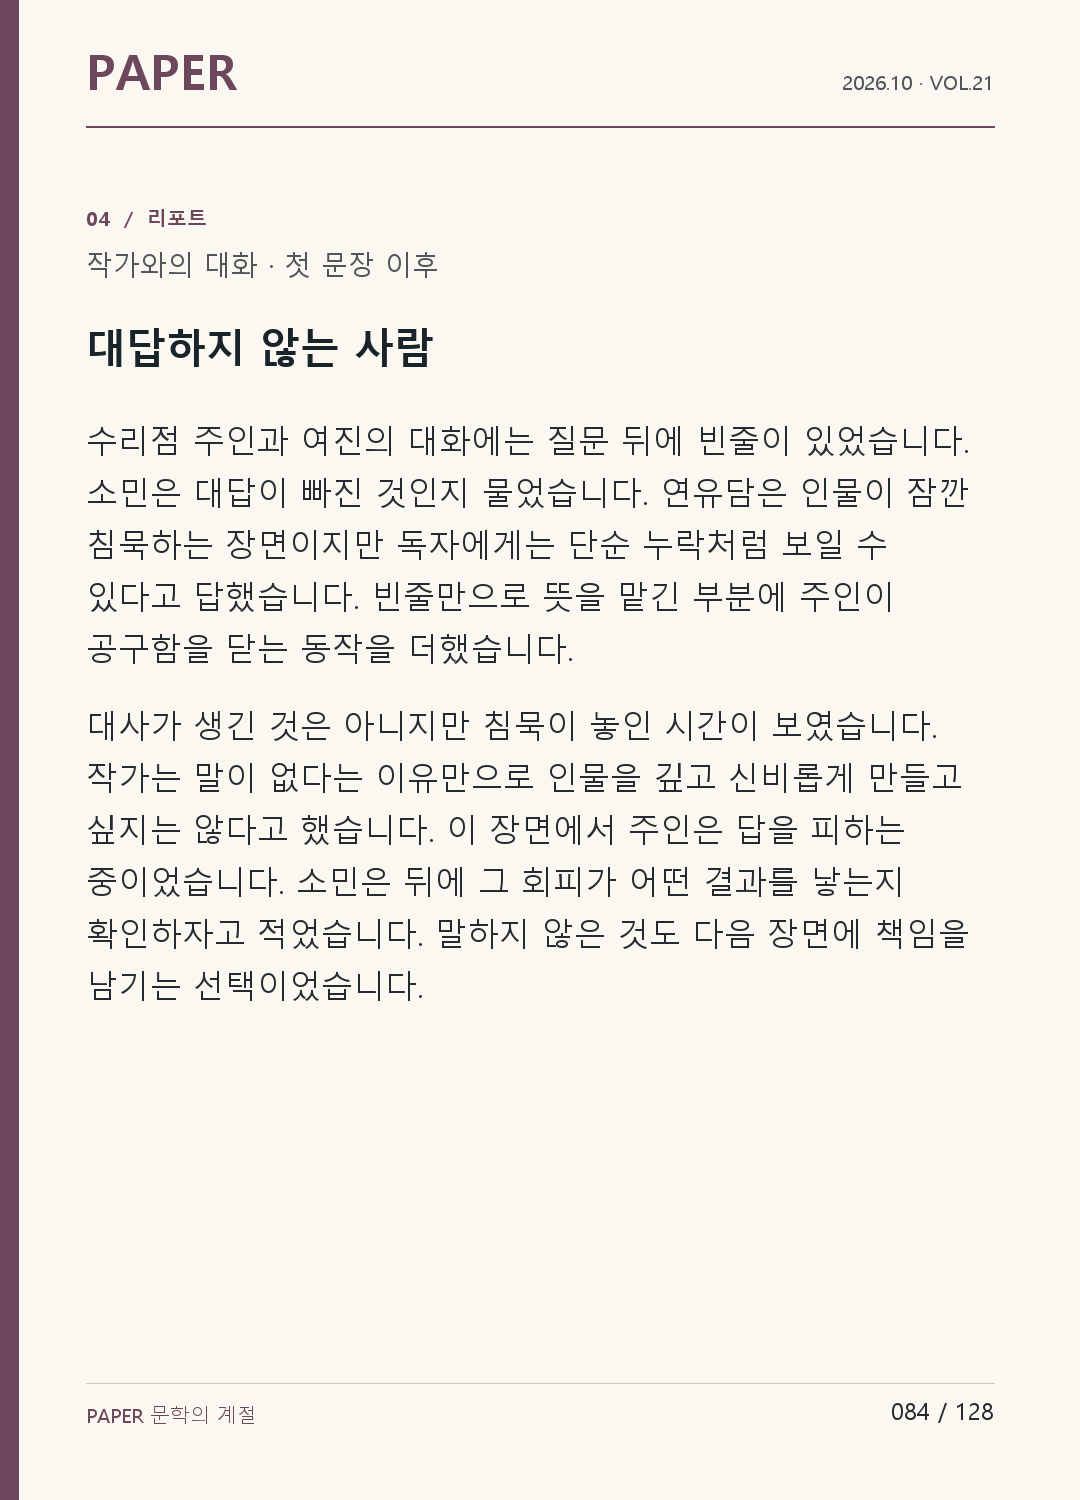 PAPER
2026.10 · VOL.21
04 / 리포트
작가와의 대화 · 첫 문장 이후
대답하지 않는 사람
수리점 주인과 여진의 대화에는 질문 뒤에 빈줄이 있었습니다.
소민은 대답이 빠진 것인지 물었습니다. 연유담은 인물이 잠깐
침묵하는 장면이지만 독자에게는 단순 누락처럼 보일 수
있다고 답했습니다. 빈줄만으로 뜻을 맡긴 부분에 주인이
공구함을 닫는 동작을 더했습니다.
대사가 생긴 것은 아니지만 침묵이 놓인 시간이 보였습니다.
작가는 말이 없다는 이유만으로 인물을 깊고 신비롭게 만들고
싶지는 않다고 했습니다. 이 장면에서 주인은 답을 피하는
중이었습니다. 소민은 뒤에 그 회피가 어떤 결과를 낳는지
확인하자고 적었습니다. 말하지 않은 것도 다음 장면에 책임을
남기는 선택이었습니다.
PAPER 문학의 계절
084 / 128